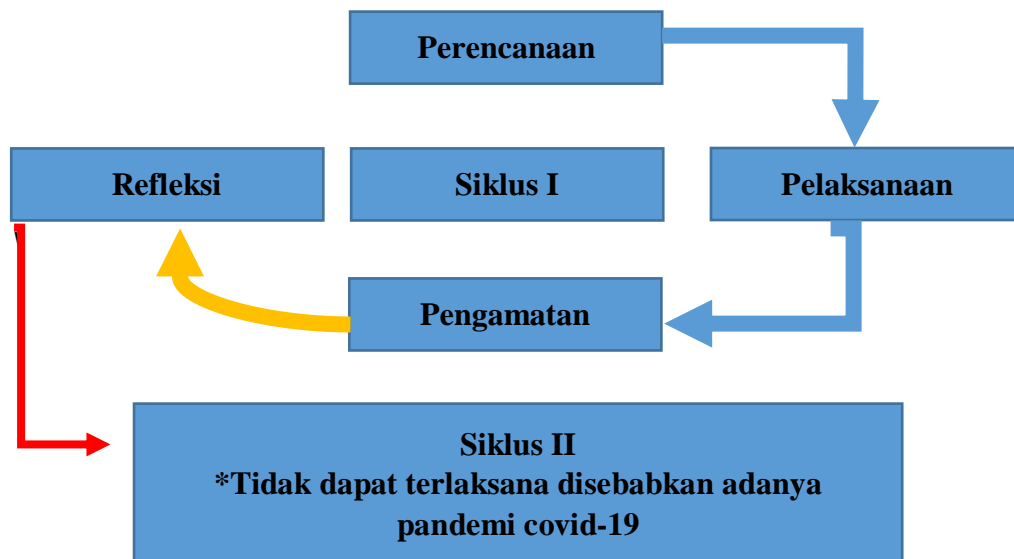 Perencanaan
Refleksi
Siklus I
Pelaksanaan
Pengamatan
Siklus II
*Tidak dapat terlaksana disebabkan adanya
pandemi covid-19